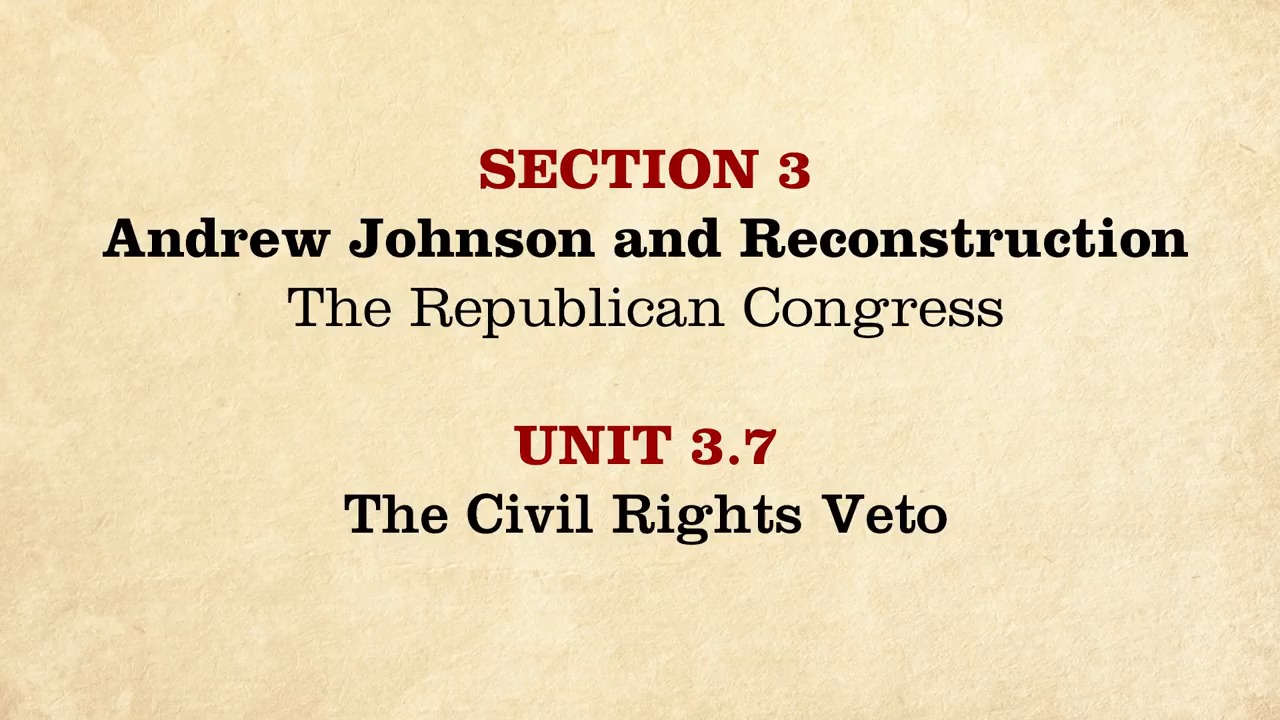 SECTION 3
Andrew Johnson and Reconstruction
The Republican Congress
UNIT 3.7
The Civil Rights Veto